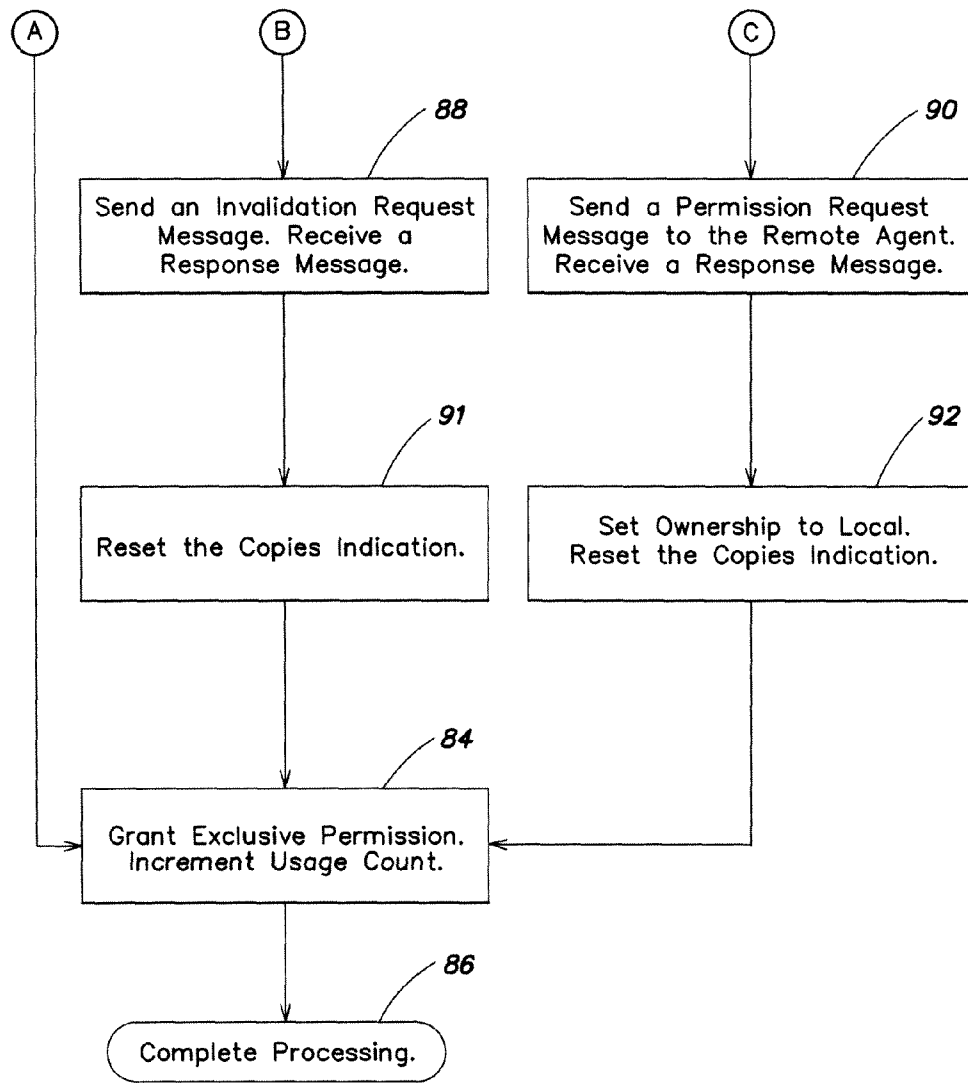 A
B
C
88
90
Send an Invalidation Request
Message. Receive a
Response Message.
Send a Permission Request
Message to the Remote Agent.
Receive a Response Message.
91
92
Reset the Copies Indication.
Set Ownership to Local.
Reset the Copies Indication.
84
Grant Exclusive Permission.
Increment Usage Count.
86
Complete Processing.